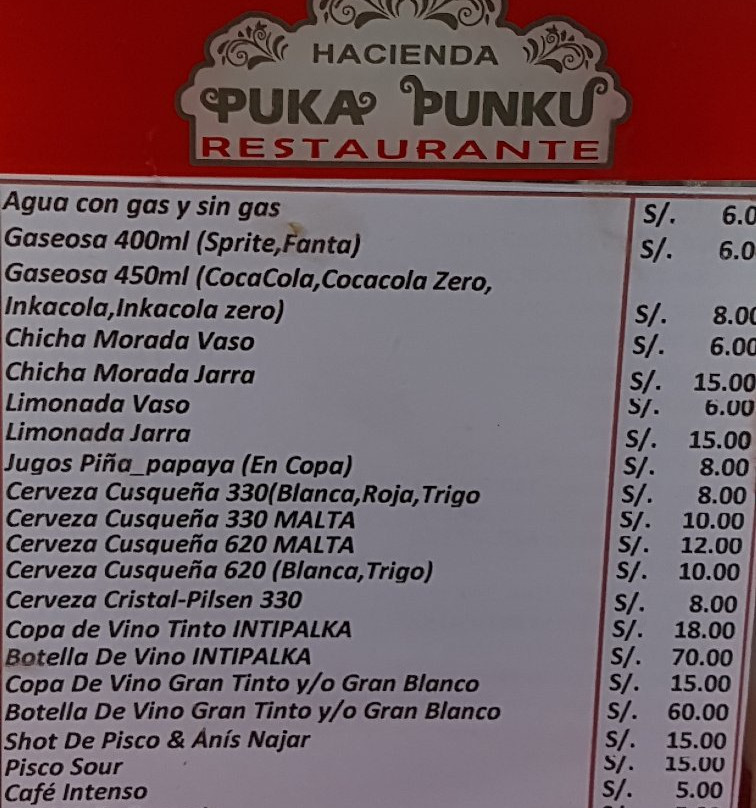 HACIENDA
PUKA PUNKU
RESTAURANTE
Agua con gas y sin gas S/. 6.0
Gaseosa 400ml (Sprite,Fanta) S/. 6.0
Gaseosa 450ml (CocaCola,Cocacola Zero,
Inkacola,Inkacola zero) S/. 8.00
Chicha Morada Vaso S/. 6.00
Chicha Morada Jarra S/. 15.00
Limonada Vaso S/. 6.00
Limonada Jarra S/. 15.00
Jugos Piña_papaya (En Copa) S/. 8.00
Cerveza Cusqueña 330(Blanca,Roja,Trigo S/. 8.00
Cerveza Cusqueña 330 MALTA S/. 10.00
Cerveza Cusqueña 620 MALTA S/. 12.00
Cerveza Cusqueña 620 (Blanca,Trigo) S/. 10.00
Cerveza Cristal-Pilsen 330 S/. 8.00
Copa de Vino Tinto INTIPALKA S/. 18.00
Botella De Vino INTIPALKA S/. 70.00
Copa De Vino Gran Tinto y/o Gran Blanco S/. 15.00
Botella De Vino Gran Tinto y/o Gran Blanco S/. 60.00
Shot De Pisco & Anís Najar S/. 15.00
Pisco Sour S/. 15.00
Café Intenso S/. 5.00